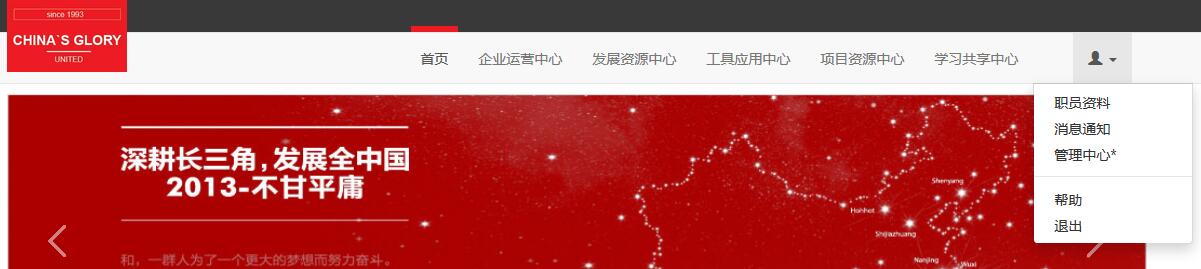 since 1993
CHINA`S GLORY
UNITED
首页 企业运营中心 发展资源中心 工具应用中心 项目资源中心 学习共享中心
职员资料
消息通知
管理中心*
帮助
退出
深耕长三角,发展全中国
2013-不甘平庸
和,一群人为了一个更大的梦想而努力奋斗。
Shenyang
Hohhot
Shijiazhuang
Nanjing
Wuxi